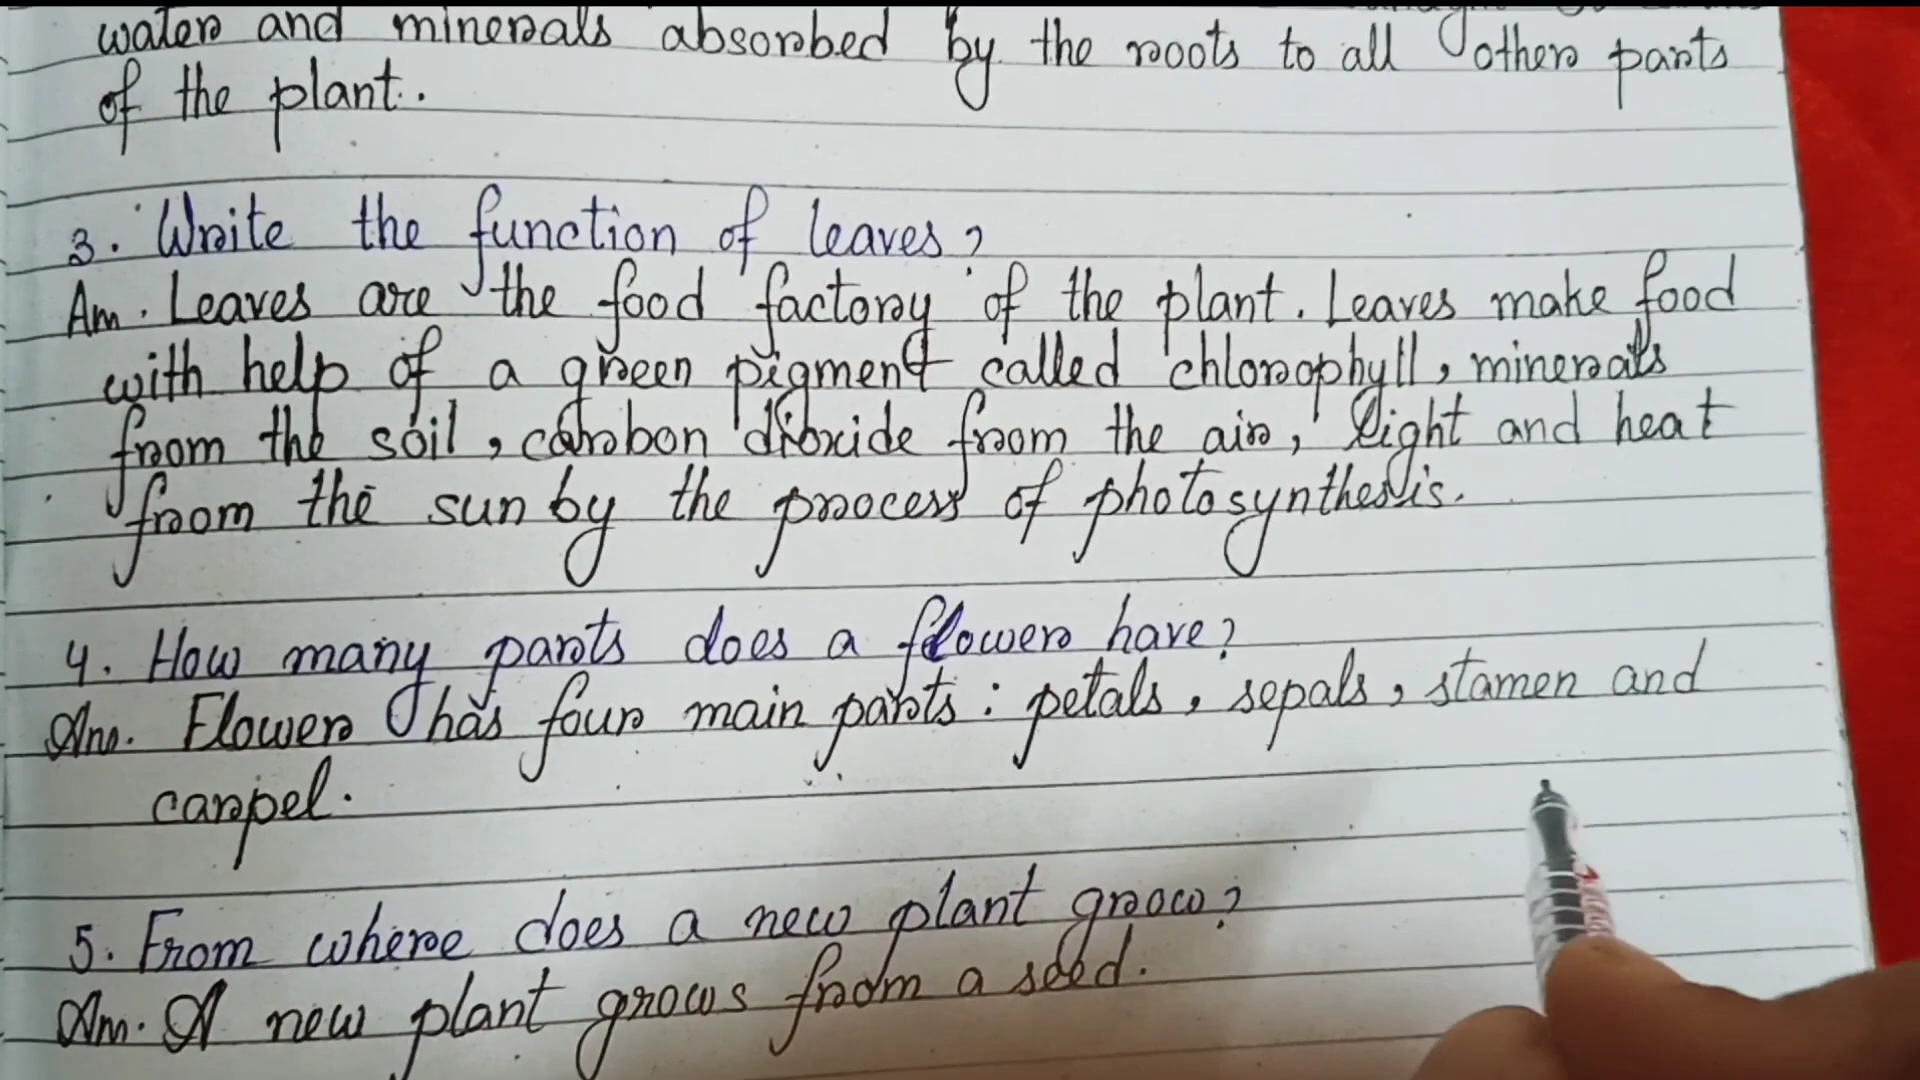 water and minerals absorbed by the roots to all other parts
of the plant.
3. Write the function of leaves?
Ans. Leaves are the food factory of the plant. Leaves make food
with help of a green pigment called chlorophyll, minerals
from the soil, carbon dioxide from the air, light and heat
from the sun by the process of photosynthesis.
4. How many parts does a flower have?
Ans. Flower has four main parts: petals, sepals, stamen and
carpel.
5. From where does a new plant grow?
Ans. A new plant grows from a seed.